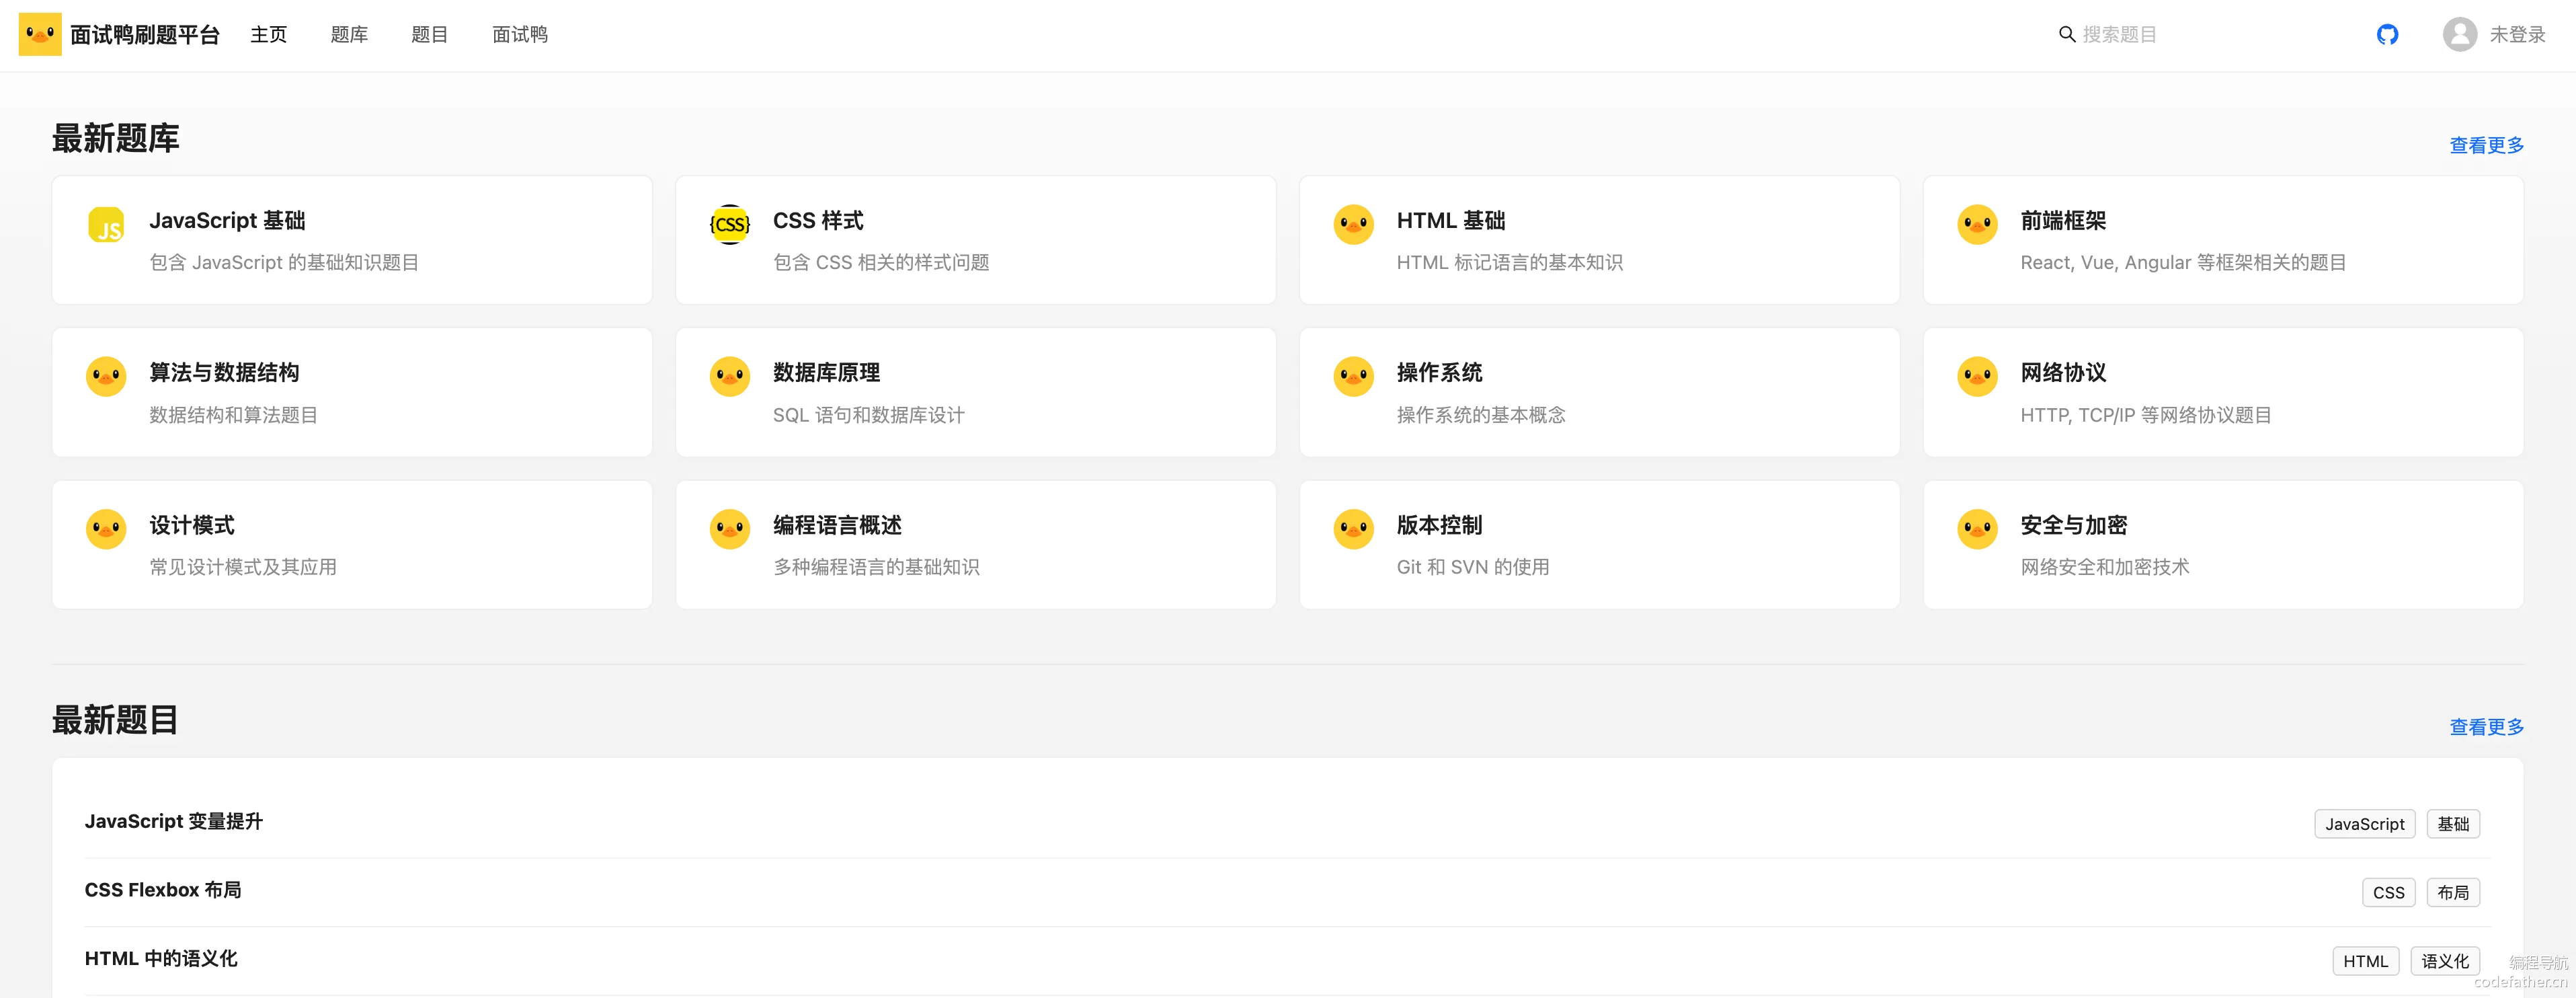 面试鸭刷题平台 主页 题库 题目 面试鸭 搜索题目 未登录
最新题库 查看更多
JS JavaScript 基础
包含 JavaScript 的基础知识题目
{CSS} CSS 样式
包含 CSS 相关的样式问题
HTML 基础
HTML 标记语言的基本知识
前端框架
React, Vue, Angular 等框架相关的题目
算法与数据结构
数据结构和算法题目
数据库原理
SQL 语句和数据库设计
操作系统
操作系统的基本概念
网络协议
HTTP, TCP/IP 等网络协议题目
设计模式
常见设计模式及其应用
编程语言概述
多种编程语言的基础知识
版本控制
Git 和 SVN 的使用
安全与加密
网络安全和加密技术
最新题目 查看更多
JavaScript 变量提升 JavaScript 基础
CSS Flexbox 布局 CSS 布局
HTML 中的语义化 HTML 语义化
编程导航
codefather.cn